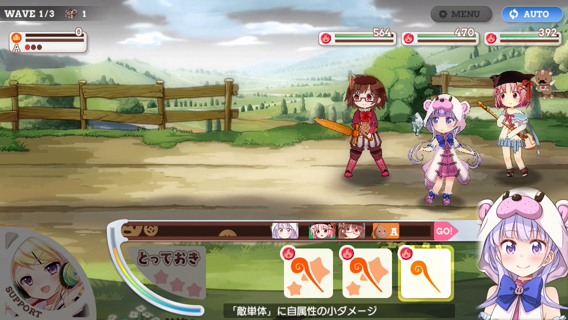 WAVE 1/3 1
MENU
AUTO
0
A
564
470
392
A
GO!
とっておき
SUPPORT
「敵単体」に自属性の小ダメージ